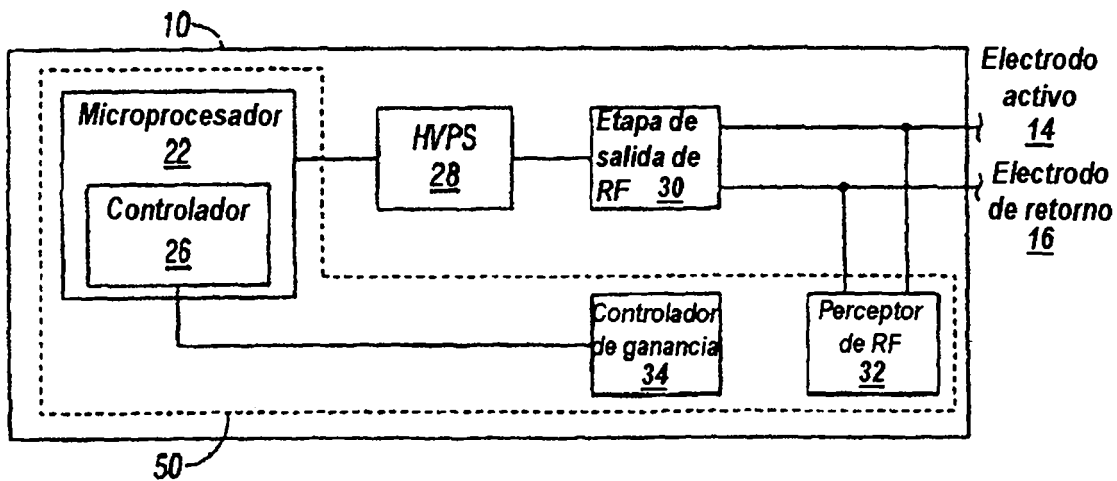 10
Microprocesador
22
Controlador
26
HVPS
28
Etapa de
salida de
RF 30
Electrodo
activo
14
Electrodo
de retorno
16
Controlador
de ganancia
34
Perceptor
de RF
32
50